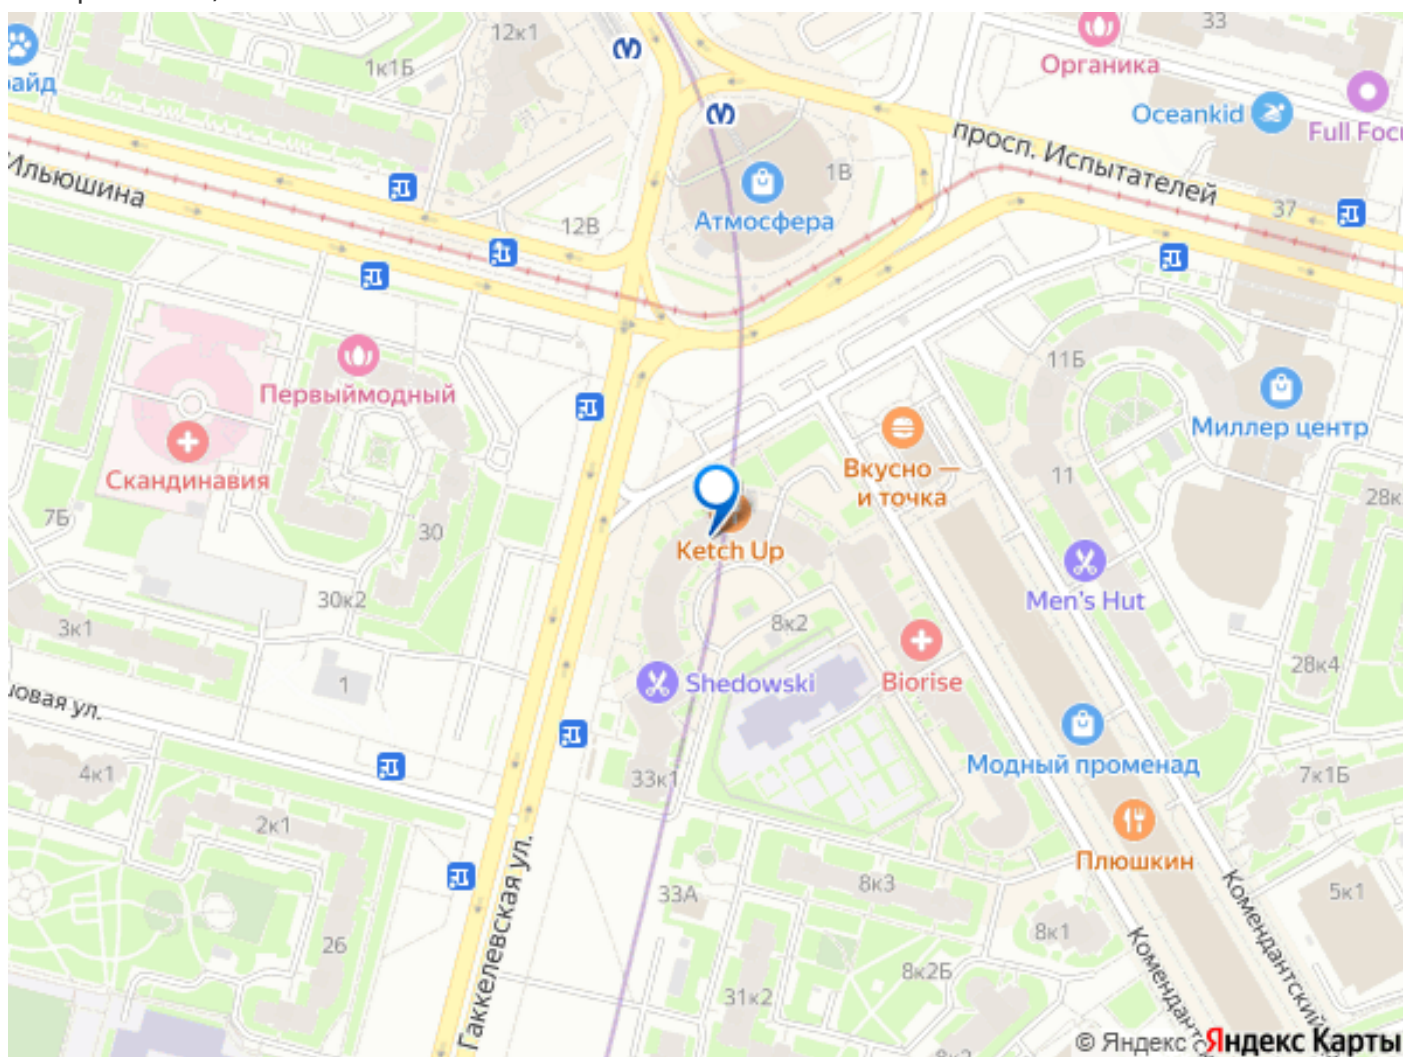 12к1
33
1к1Б
Органика
айд
Oceankid
Full Focu
просп. Испытателей
Ильюшина
1В
37
12В
Атмосфера
11Б
Первыймодный
Миллер центр
Скандинавия
Вкусно —
и точка
11
28к
7Б
30
Ketch Up
30к2
Men's Hut
3к1
8к2
28к4
1
Shedowski
Biorise
овая ул.
4к1
33к1
Модный променад
7к1Б
2к1
Плюшкин
Гаккелевская ул.
33А
8к3
5к1
Комендантский
26
8к1
Комендантс
8к2Б
31к2
© Яндекс
Яндекс Карты